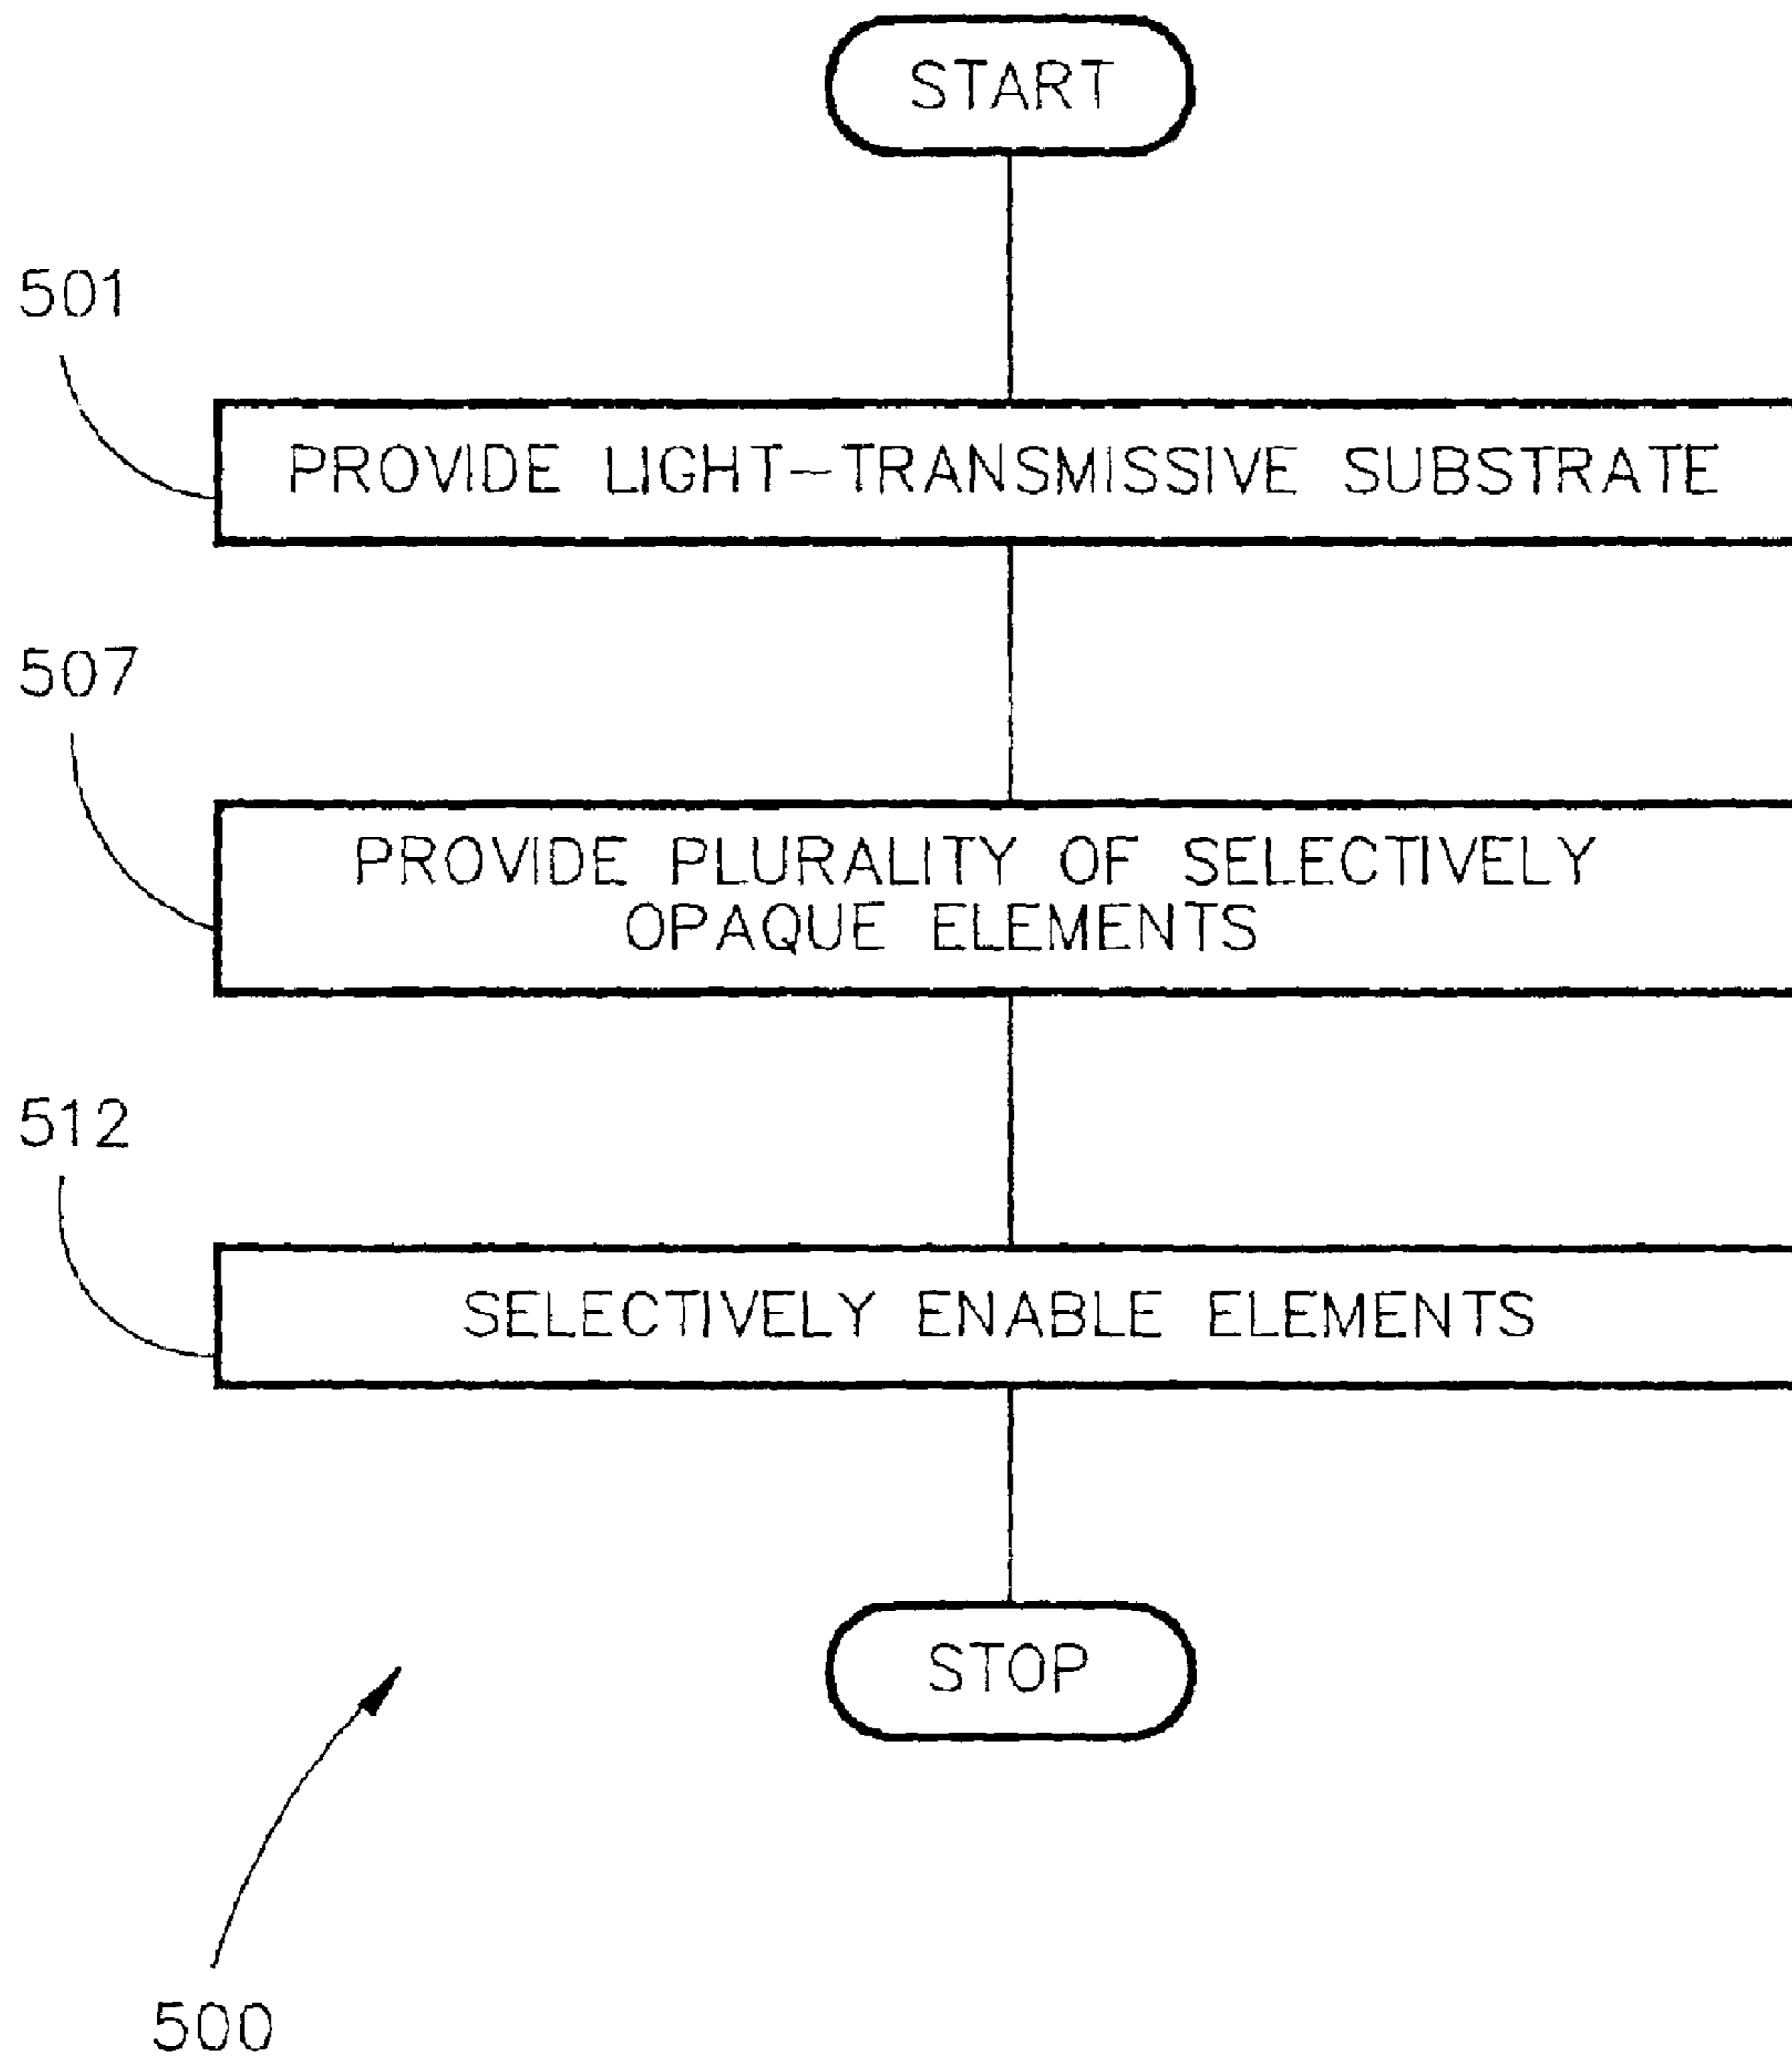 START
501
PROVIDE LIGHT-TRANSMISSIVE SUBSTRATE
507
PROVIDE PLURALITY OF SELECTIVELY
OPAQUE ELEMENTS
512
SELECTIVELY ENABLE ELEMENTS
STOP
500